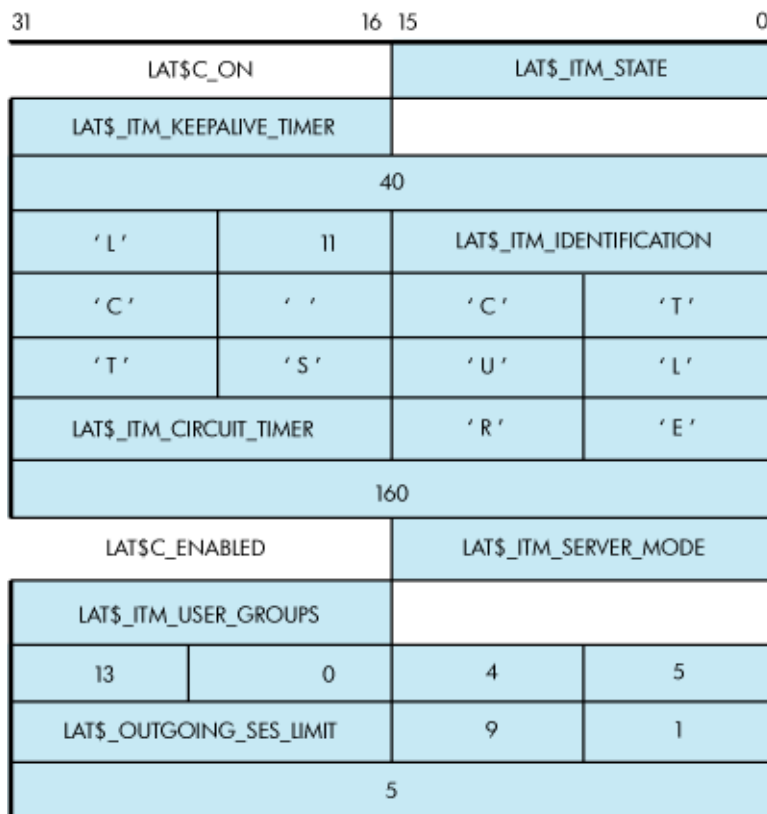 31 16 15 0
LAT$C_ON LAT$_ITM_STATE
LAT$_ITM_KEEPALIVE_TIMER
40
‘ L ’ 11 LAT$_ITM_IDENTIFICATION
‘ C ’ ‘ ’ ‘ C ’ ‘ T ’
‘ T ’ ‘ S ’ ‘ U ’ ‘ L ’
LAT$_ITM_CIRCUIT_TIMER ‘ R ’ ‘ E ’
160
LAT$C_ENABLED LAT$_ITM_SERVER_MODE
LAT$_ITM_USER_GROUPS
13 0 4 5
LAT$_OUTGOING_SES_LIMIT 9 1
5